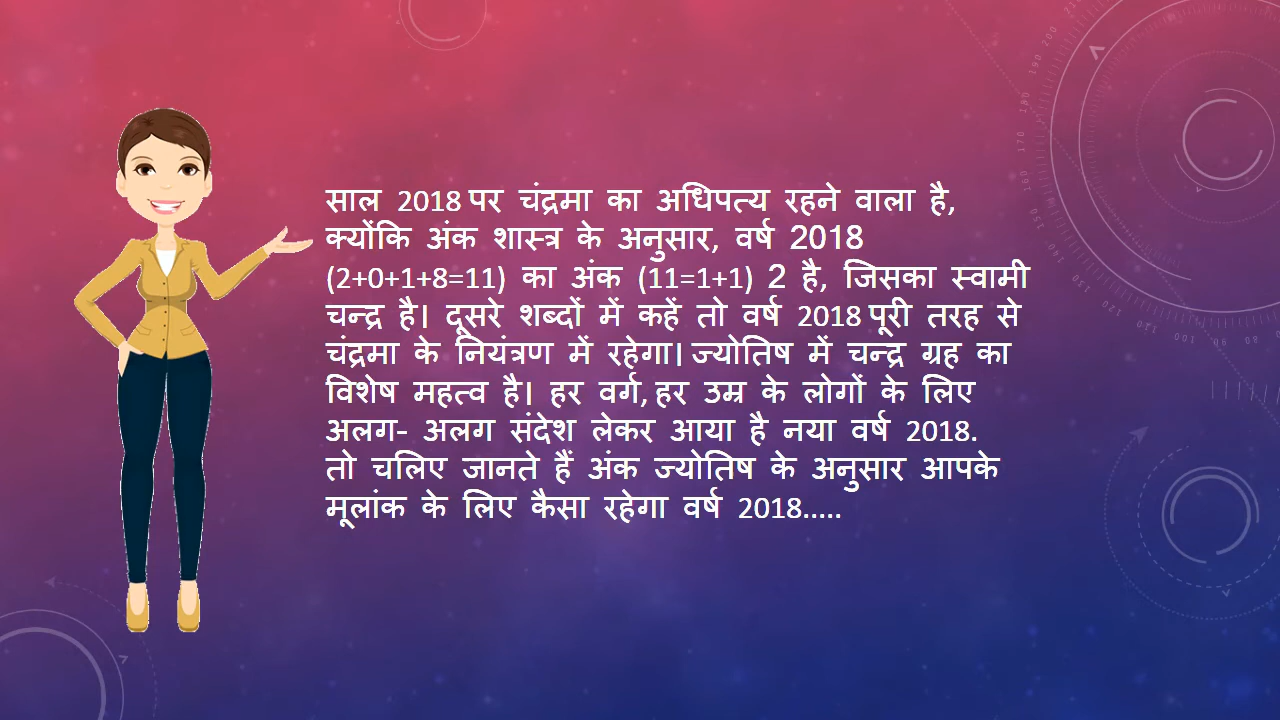 साल 2018 पर चंद्रमा का अधिपत्य रहने वाला है,
क्योंकि अंक शास्त्र के अनुसार, वर्ष 2018
(2+0+1+8=11) का अंक (11=1+1) 2 है, जिसका स्वामी
चन्द्र है। दूसरे शब्दों में कहें तो वर्ष 2018 पूरी तरह से
चंद्रमा के नियंत्रण में रहेगा। ज्योतिष में चन्द्र ग्रह का
विशेष महत्व है। हर वर्ग, हर उम्र के लोगों के लिए
अलग- अलग संदेश लेकर आया है नया वर्ष 2018.
तो चलिए जानते हैं अंक ज्योतिष के अनुसार आपके
मूलांक के लिए कैसा रहेगा वर्ष 2018.....